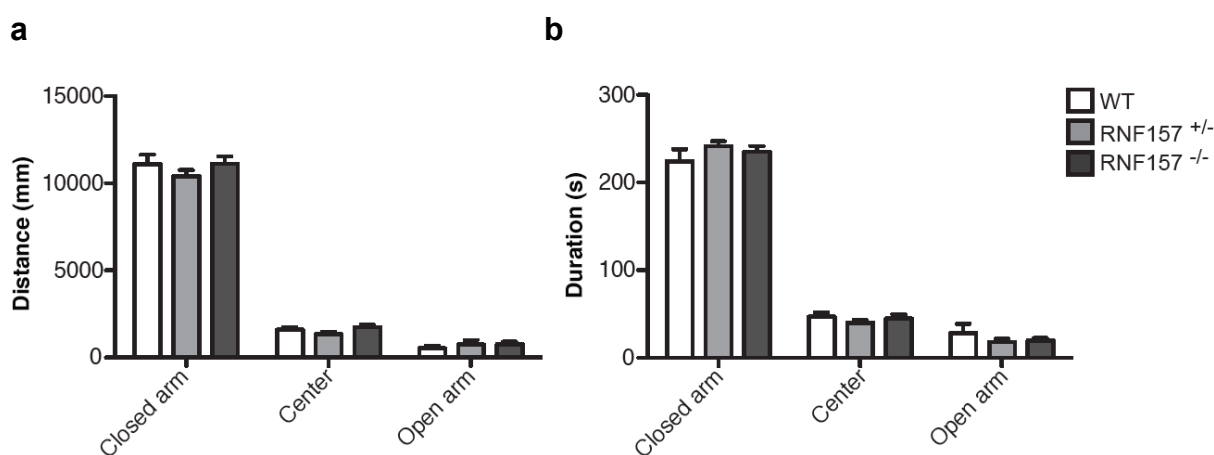 a
Distance (mm)
15000
10000
5000
0
Closed arm
Center
Open arm
b
Duration (s)
300
200
100
0
Closed arm
Center
Open arm
WT
RNF157 +/-
RNF157 -/-